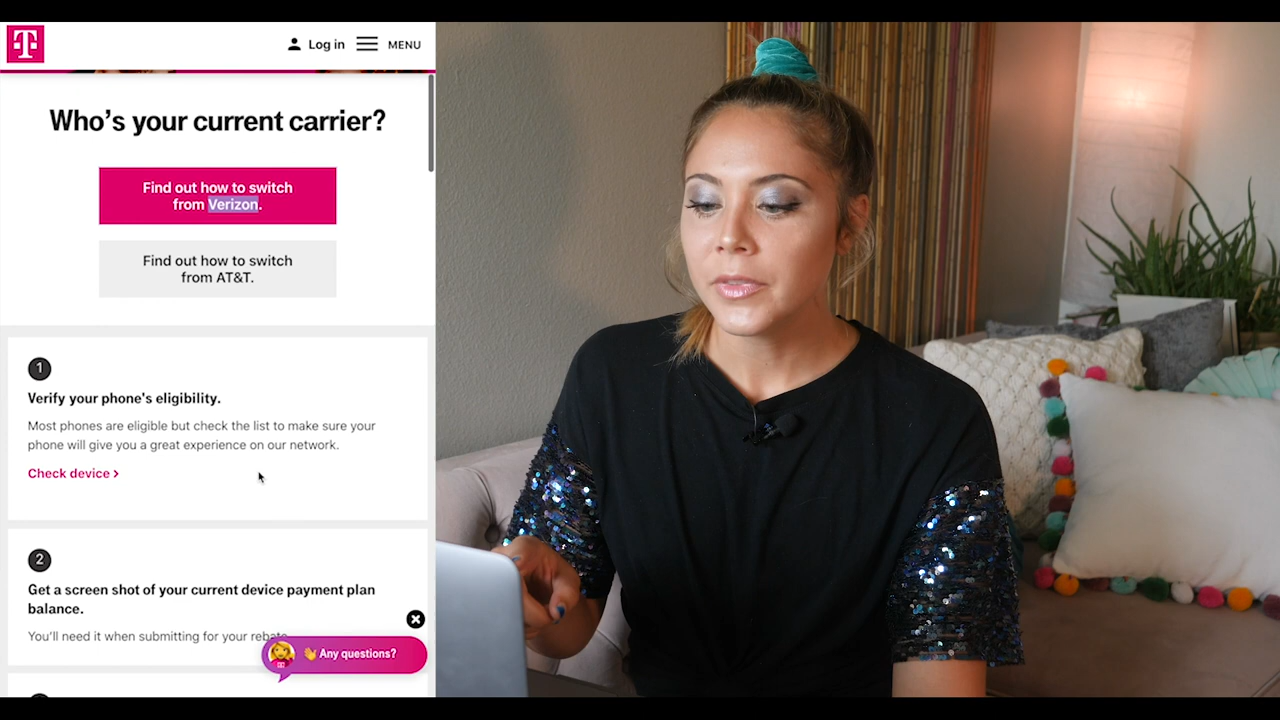 T
Log in
MENU
Who's your current carrier?
Find out how to switch
from Verizon.
Find out how to switch
from AT&T.
1
Verify your phone's eligibility.
Most phones are eligible but check the list to make sure your
phone will give you a great experience on our network.
Check device >
2
Get a screen shot of your current device payment plan
balance.
You'll need it when submitting for your rebate
👋 Any questions?